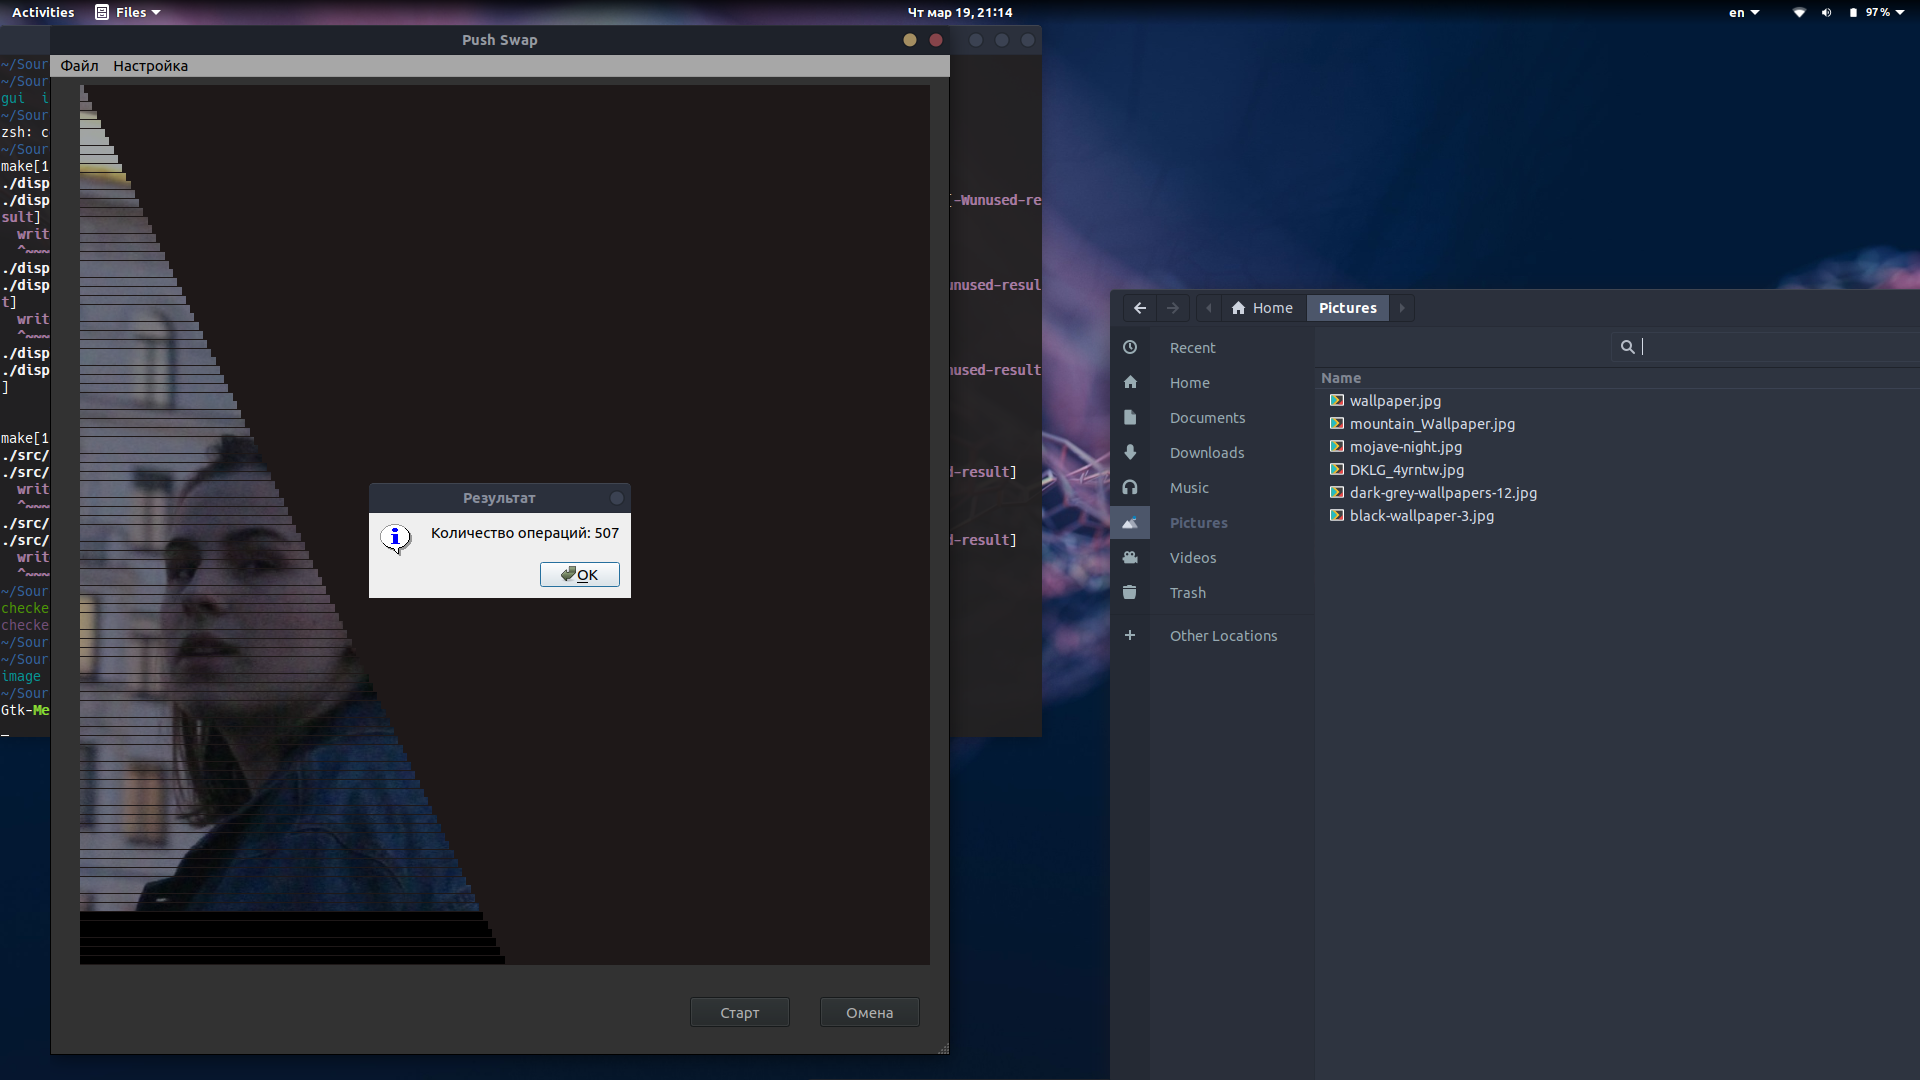 Activities
Files
Чт мар 19, 21:14
en
97%
Push Swap
Файл Настройка
~/Sour
~/Sour
gui i
~/Sour
zsh: c
~/Sour
make[1
./disp
./disp
sult]
writ
^~~~
./disp
./disp
t]
writ
^~~~
./disp
./disp
]
make[1
./src/
./src/
writ
^~~~
./src/
./src/
writ
^~~~
~/Sour
checke
checke
~/Sour
~/Sour
image
~/Sour
Gtk-Me
[-Wunused-re
unused-resul
nused-result
d-result]
d-result]
Результат
Количество операций: 507
OK
Старт
Омена
Home
Pictures
Recent
Home
Documents
Downloads
Music
Pictures
Videos
Trash
Other Locations
Name
wallpaper.jpg
mountain_Wallpaper.jpg
mojave-night.jpg
DKLG_4yrntw.jpg
dark-grey-wallpapers-12.jpg
black-wallpaper-3.jpg